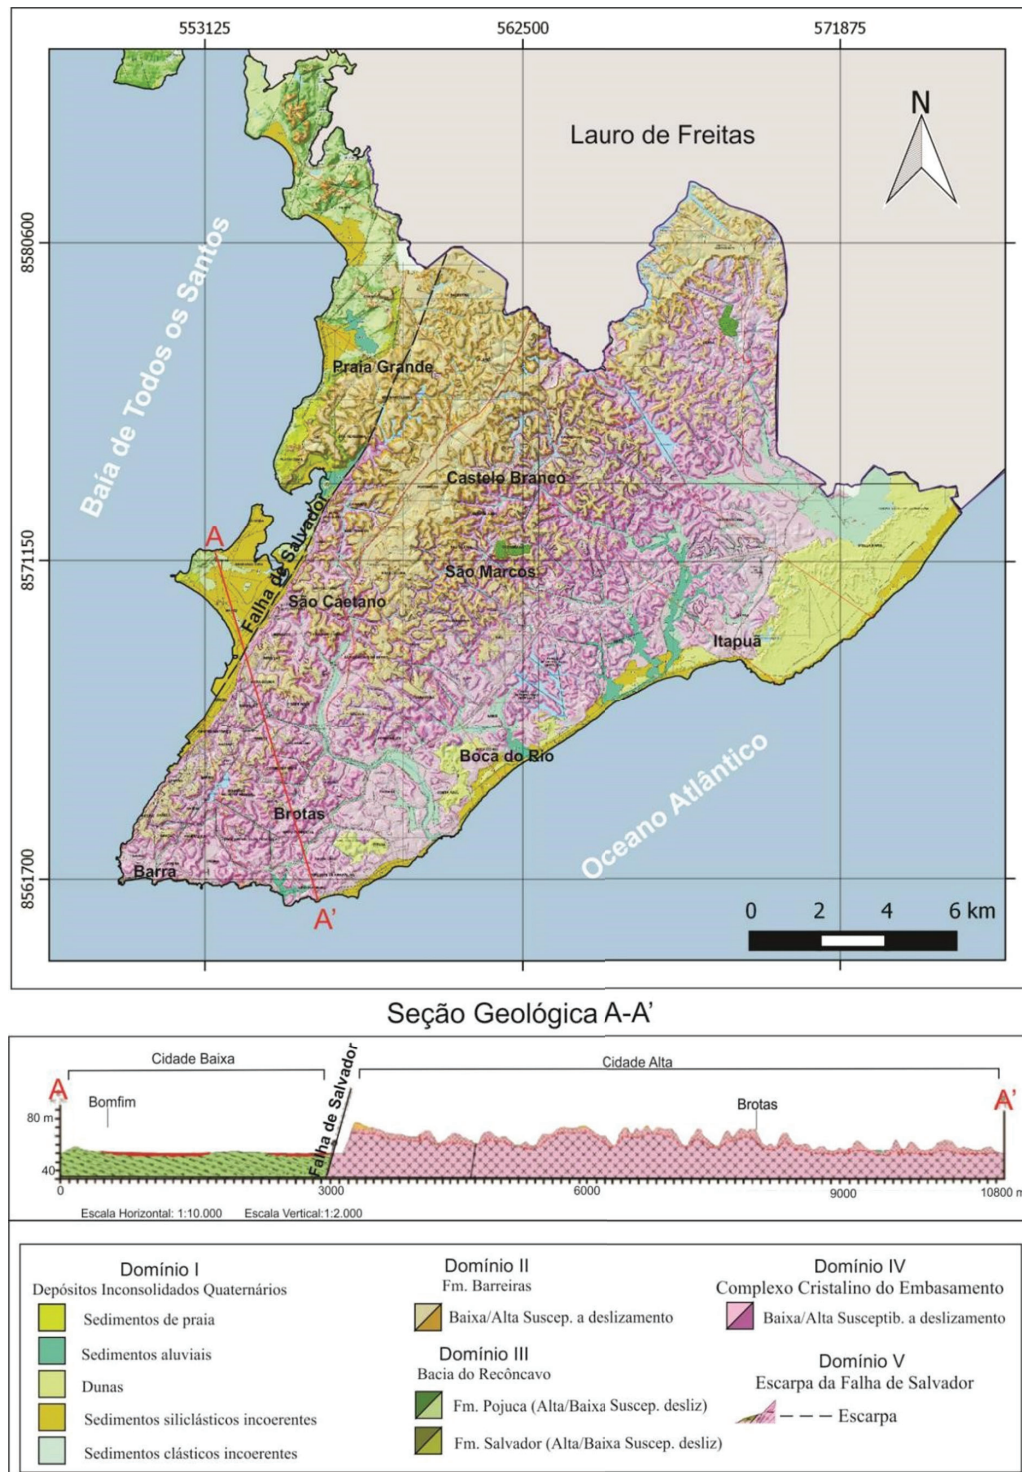 553125 562500 571875
N
Lauro de Freitas
8580600
Baía de Todos os Santos
Praia Grande
Castelo Branco
A
Falha de Salvador
8571150
São Marcos
São Caetano
Itapuã
Boca do Rio
Oceano Atlântico
Brotas
8561700
Barra
A'
0 2 4 6 km
Seção Geológica A-A'
Cidade Baixa
Falha de Salvador
Cidade Alta
A
A'
Bomfim
Brotas
80 m
40
0 3000 6000 9000 10800 m
Escala Horizontal: 1:10.000 Escala Vertical:1:2.000
Domínio I
Depósitos Inconsolidados Quaternários
Sedimentos de praia
Sedimentos aluviais
Dunas
Sedimentos siliclásticos incoerentes
Sedimentos clásticos incoerentes
Domínio II
Fm. Barreiras
Baixa/Alta Suscep. a deslizamento
Domínio III
Bacia do Recôncavo
Fm. Pojuca (Alta/Baixa Suscep. desliz)
Fm. Salvador (Alta/Baixa Suscep. desliz)
Domínio IV
Complexo Cristalino do Embasamento
Baixa/Alta Susceptib. a deslizamento
Domínio V
Escarpa da Falha de Salvador
Escarpa